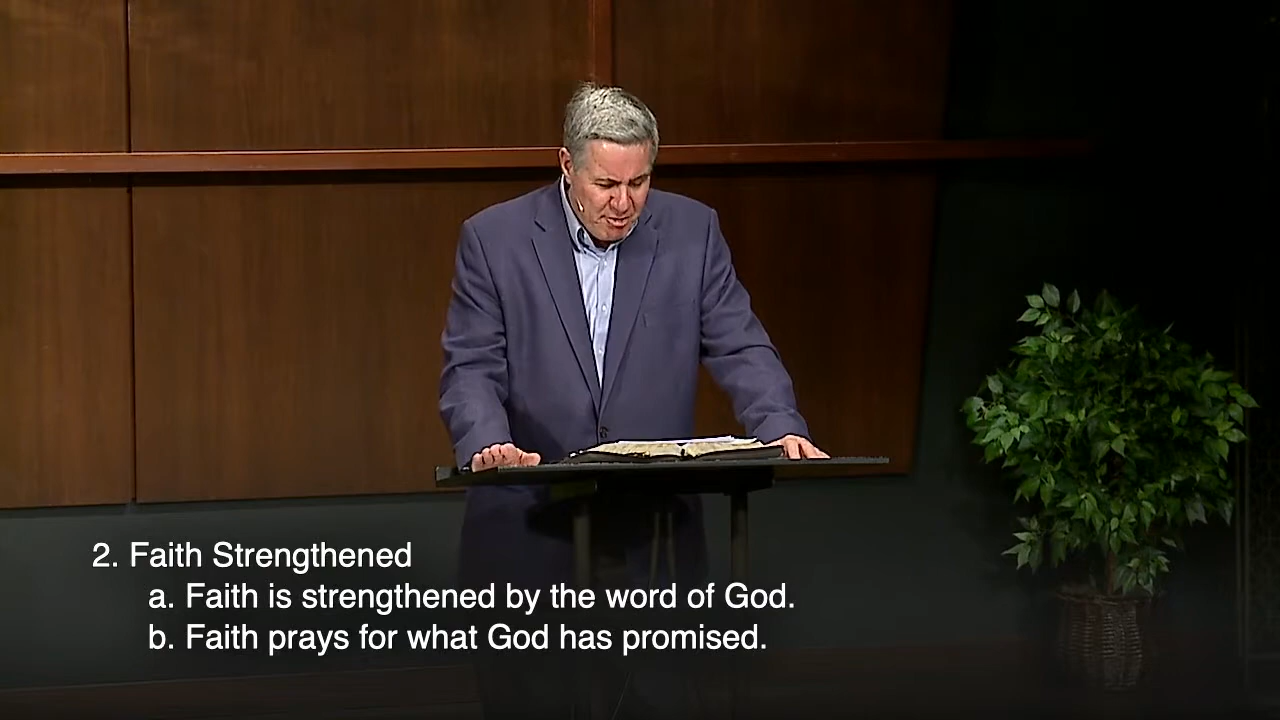 2. Faith Strengthened
a. Faith is strengthened by the word of God.
b. Faith prays for what God has promised.